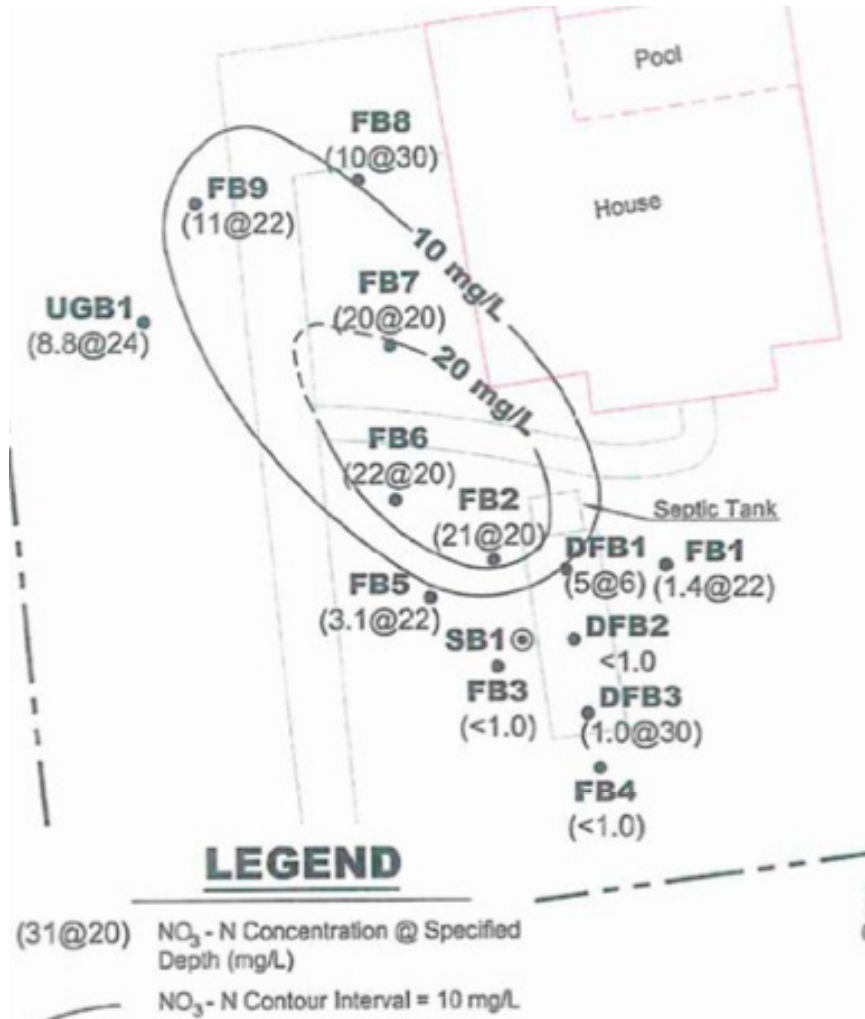 Pool
House
FB8
(10@30)
FB9
(11@22)
10 mg/L
FB7
(20@20)
UGB1
(8.8@24)
20 mg/L
FB6
(22@20)
FB2
(21@20)
Septic Tank
DFB1
(5@6)
FB1
(1.4@22)
FB5
(3.1@22)
SB1
DFB2
<1.0
FB3
(<1.0)
DFB3
(1.0@30)
FB4
(<1.0)
LEGEND
(31@20) NO₃ - N Concentration @ Specified
Depth (mg/L)
NO₃ - N Contour Interval = 10 mg/L